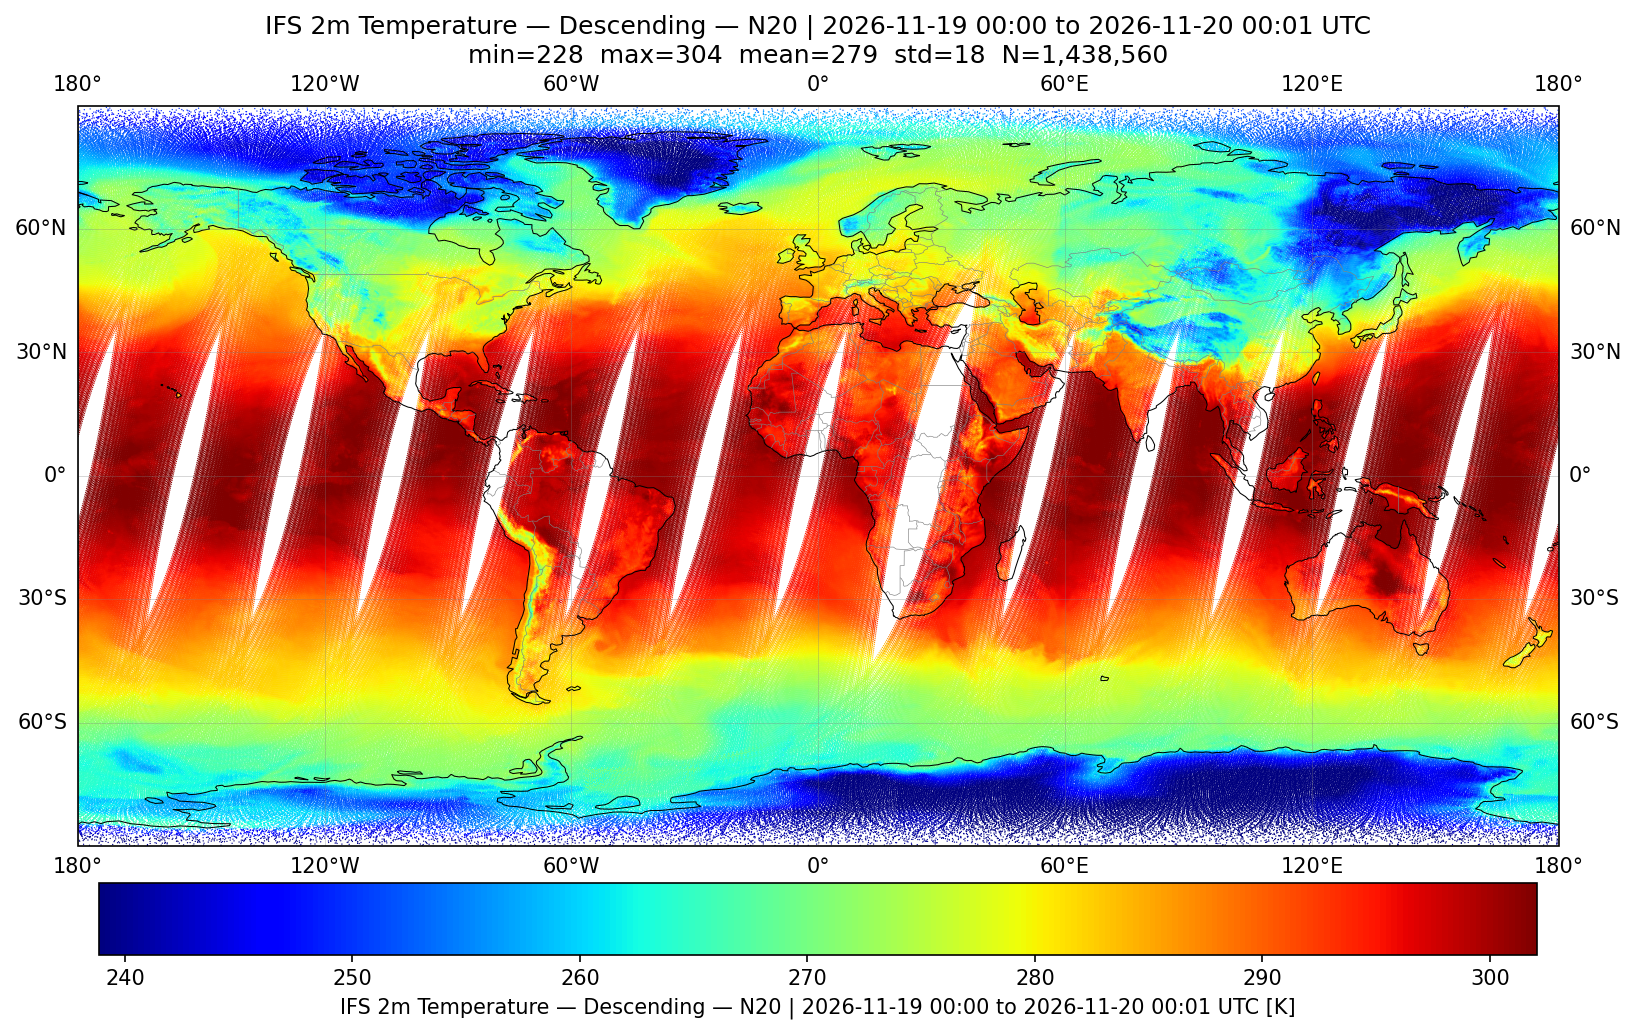 IFS 2m Temperature — Descending — N20 | 2026-11-19 00:00 to 2026-11-20 00:01 UTC
min=228 max=304 mean=279 std=18 N=1,438,560
180° 120°W 60°W 0° 60°E 120°E 180°
60°N 60°N
30°N 30°N
0° 0°
30°S 30°S
60°S 60°S
180° 120°W 60°W 0° 60°E 120°E 180°
240 250 260 270 280 290 300
IFS 2m Temperature — Descending — N20 | 2026-11-19 00:00 to 2026-11-20 00:01 UTC [K]